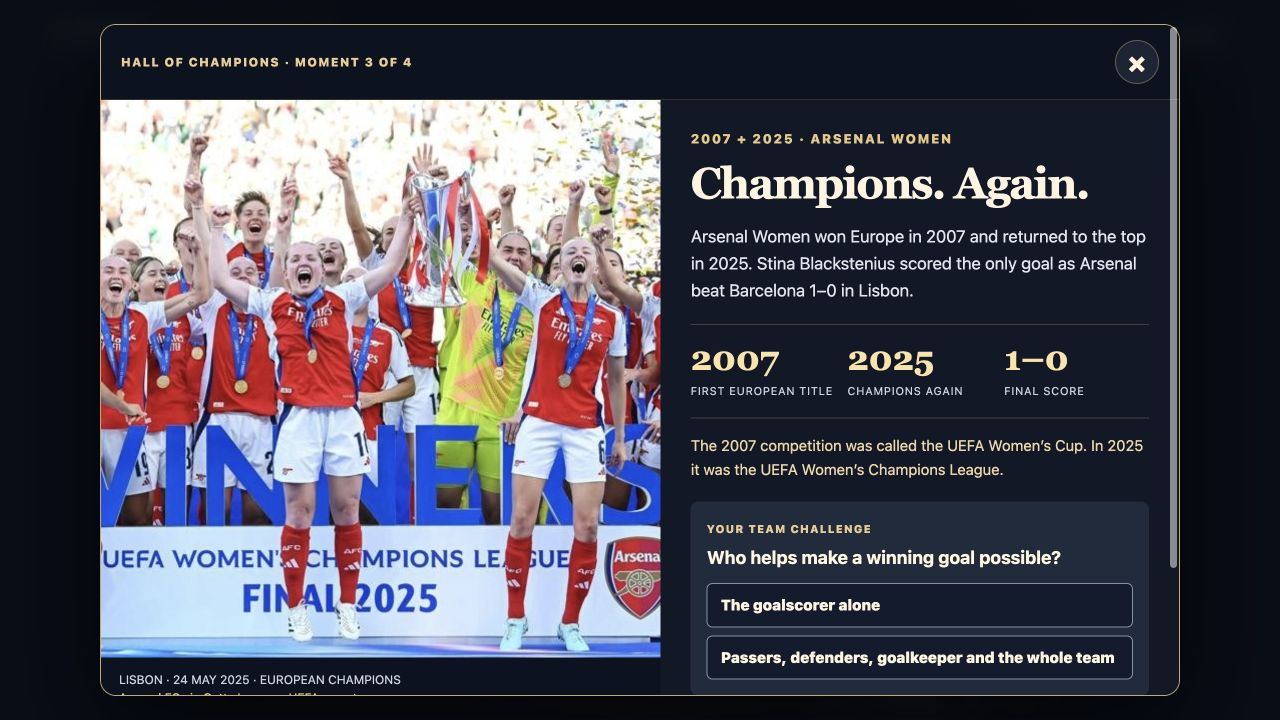 HALL OF CHAMPIONS · MOMENT 3 OF 4
2007 + 2025 · ARSENAL WOMEN
Champions. Again.
Arsenal Women won Europe in 2007 and returned to the top
in 2025. Stina Blackstenius scored the only goal as Arsenal
beat Barcelona 1–0 in Lisbon.
2007
FIRST EUROPEAN TITLE
2025
CHAMPIONS AGAIN
1–0
FINAL SCORE
The 2007 competition was called the UEFA Women’s Cup. In 2025
it was the UEFA Women’s Champions League.
YOUR TEAM CHALLENGE
Who helps make a winning goal possible?
The goalscorer alone
Passers, defenders, goalkeeper and the whole team
WINNERS
UEFA WOMEN'S CHAMPIONS LEAGUE
FINAL 2025
Arsenal
LISBON · 24 MAY 2025 · EUROPEAN CHAMPIONS